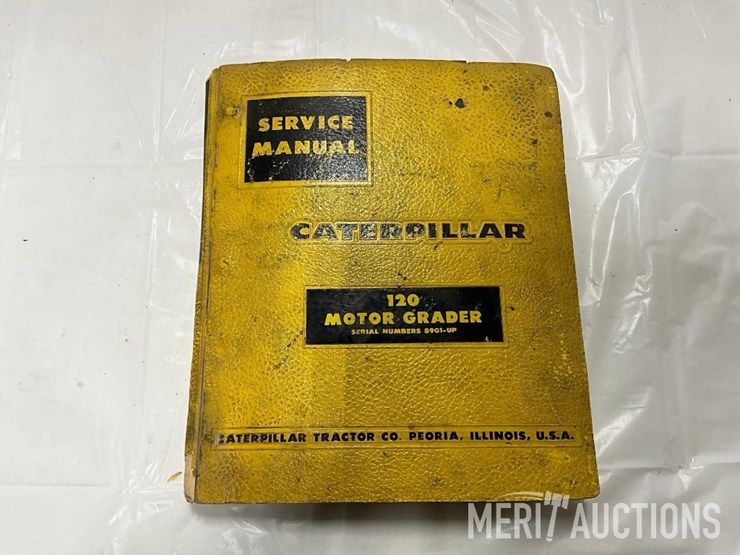 SERVICE
MANUAL
CATERPILLAR
120
MOTOR GRADER
SERIAL NUMBERS 89G1-UP
CATERPILLAR TRACTOR CO. PEORIA, ILLINOIS, U.S.A.
MERIT AUCTIONS